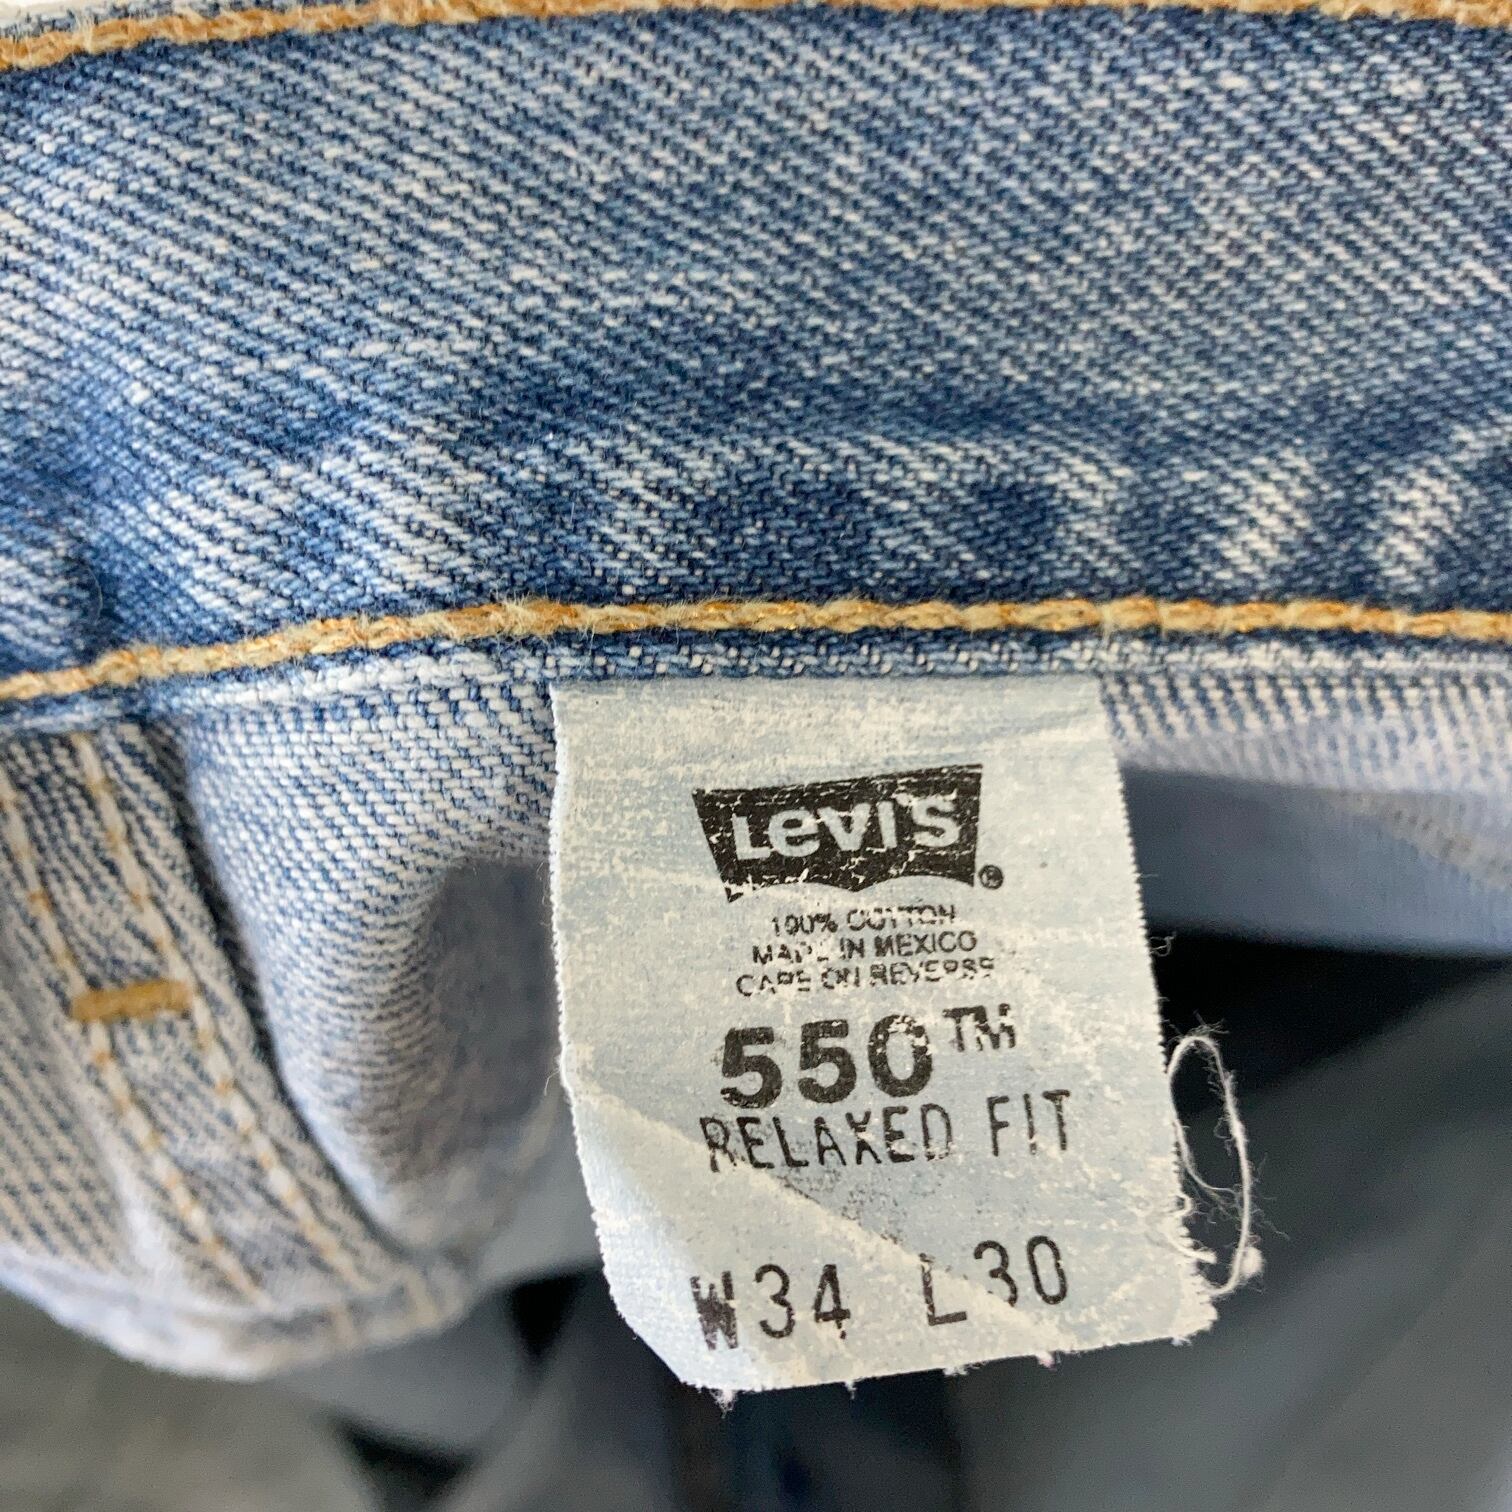 Levi's®
100% COTTON
MADE IN MEXICO
CARE ON REVERSE
550™
RELAXED FIT
W34 L30